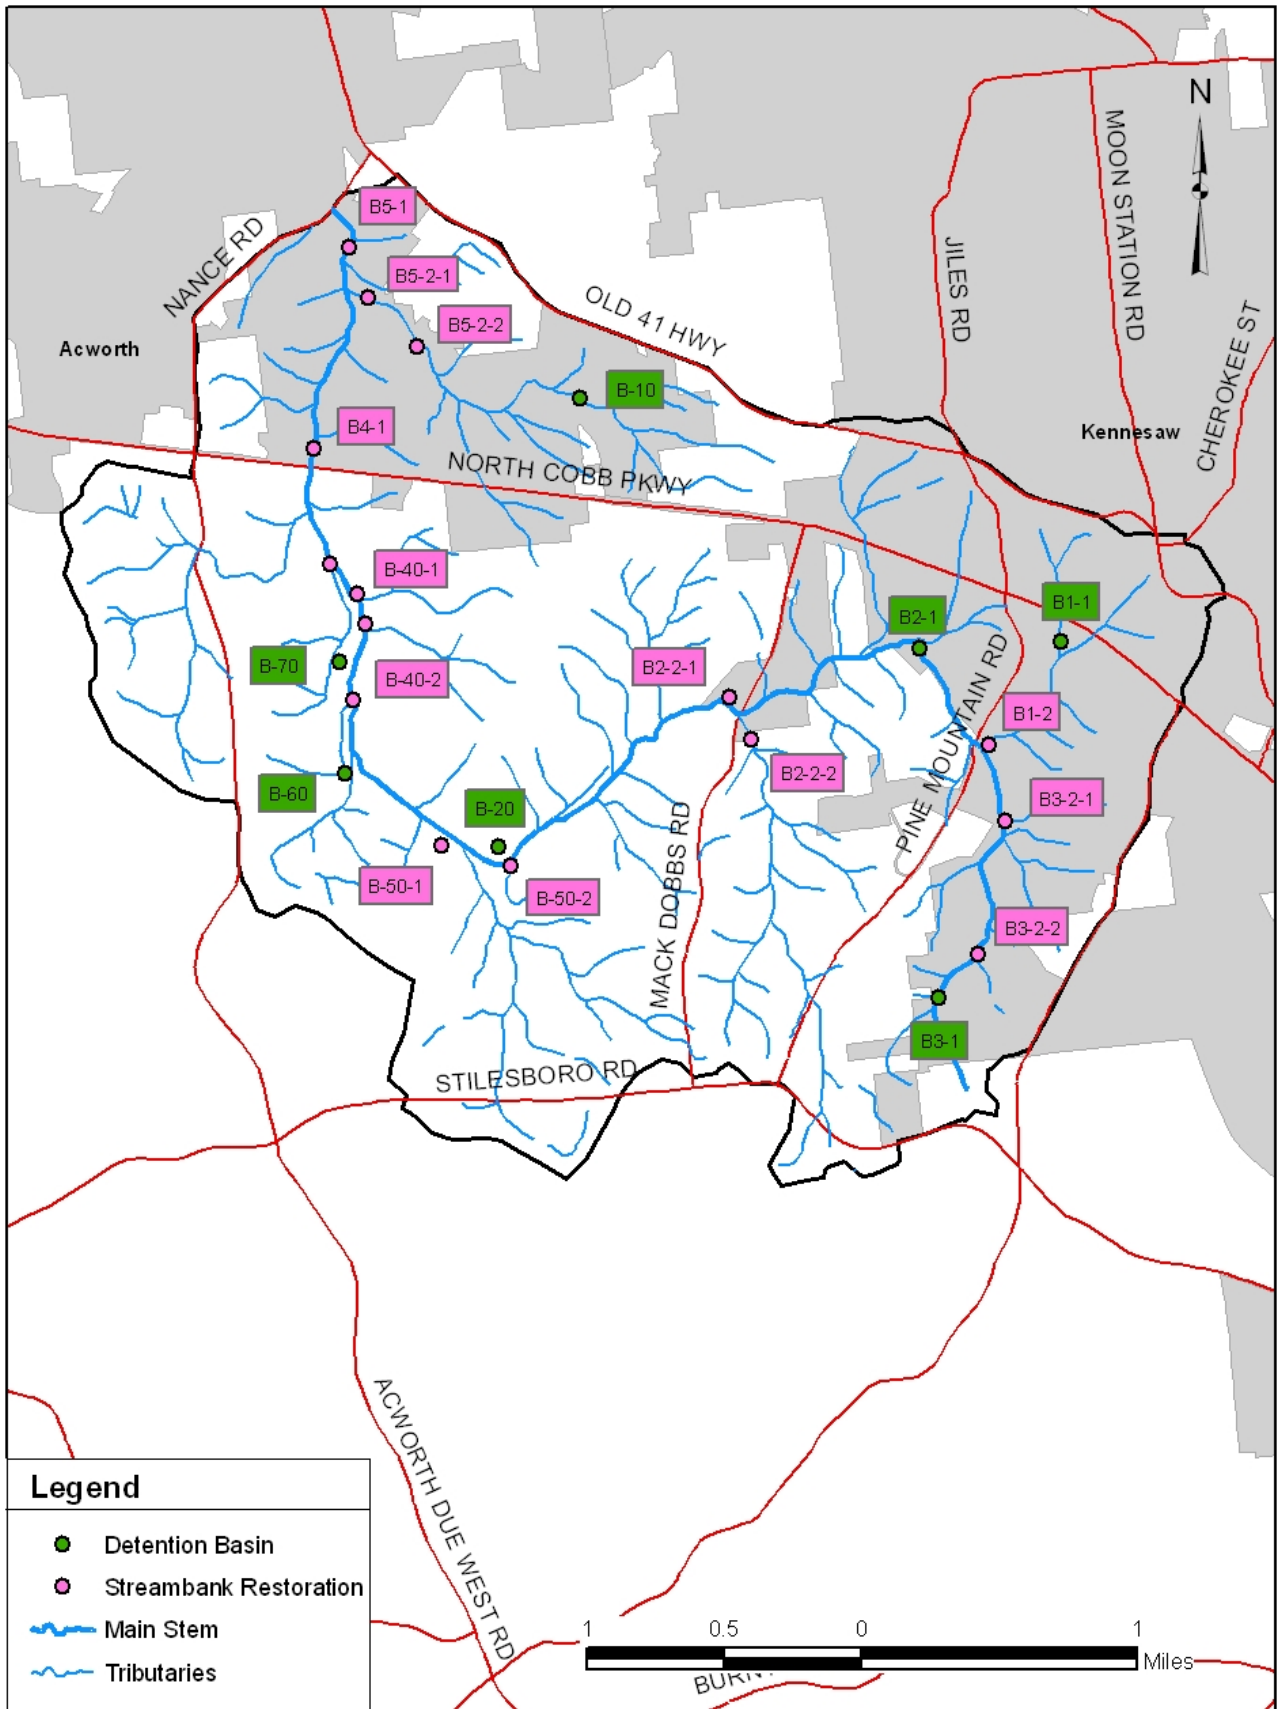 N
MOON STATION RD
B5-1
NANCE RD
JILES RD
B5-2-1
OLD 41 HWY
B5-2-2
CHEROKEE ST
Acworth
B-10
B4-1
Kennesaw
NORTH COBB PKWY
B-40-1
B1-1
B2-1
B-70
B2-2-1
B-40-2
PINE MOUNTAIN RD
B1-2
B2-2-2
B-60
B-20
B3-2-1
MACK DOBBS RD
B-50-1
B-50-2
B3-2-2
B3-1
STILESBORO RD
ACWORTH DUE WEST RD
Legend
Detention Basin
Streambank Restoration
Main Stem
Tributaries
1 0.5 0 1
Miles